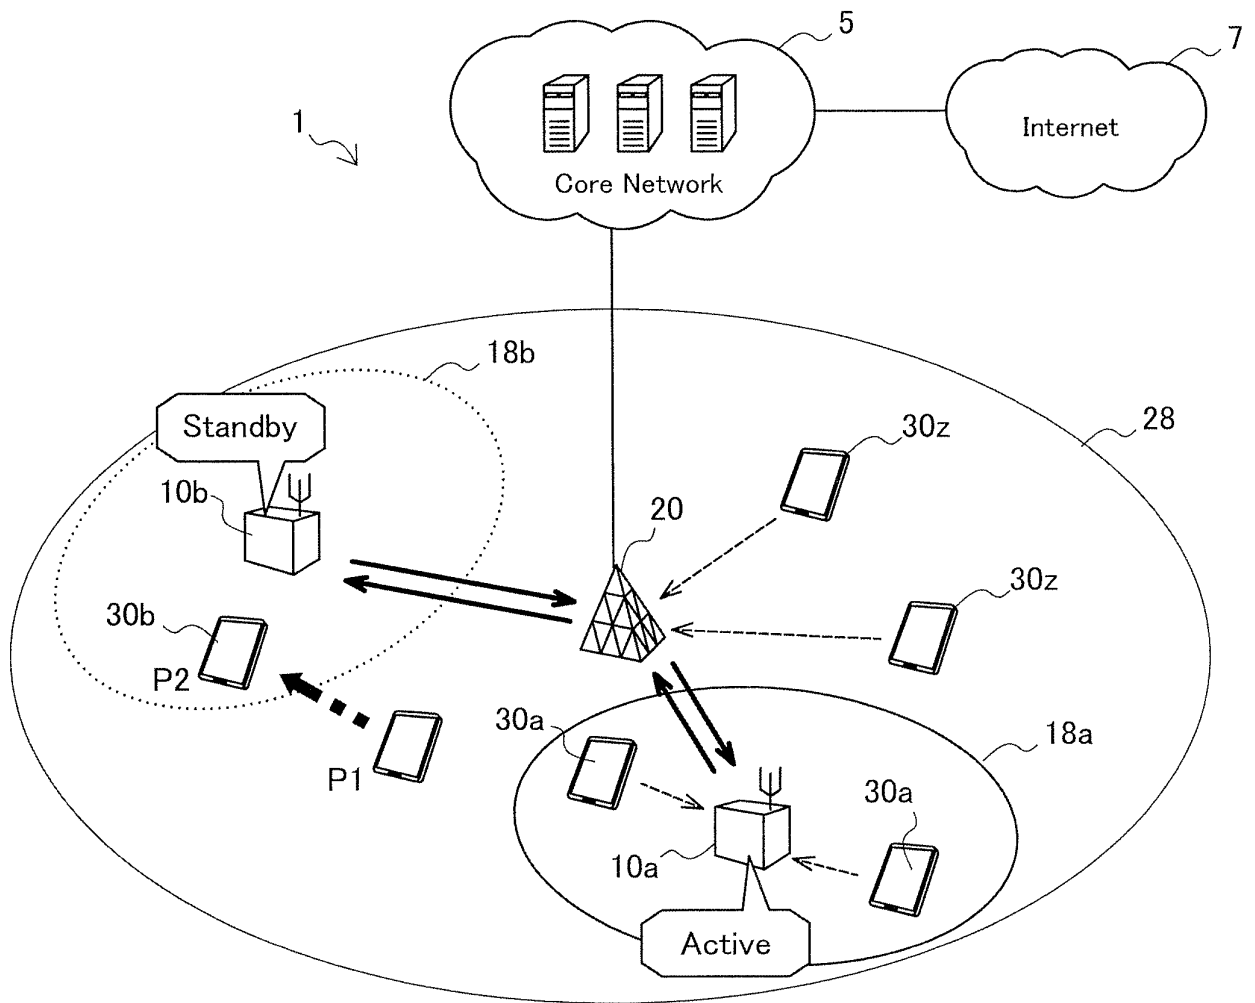 5
7
1
Internet
Core Network
18b
28
Standby
30z
10b
20
30z
30b
P2
30a
18a
P1
30a
10a
Active